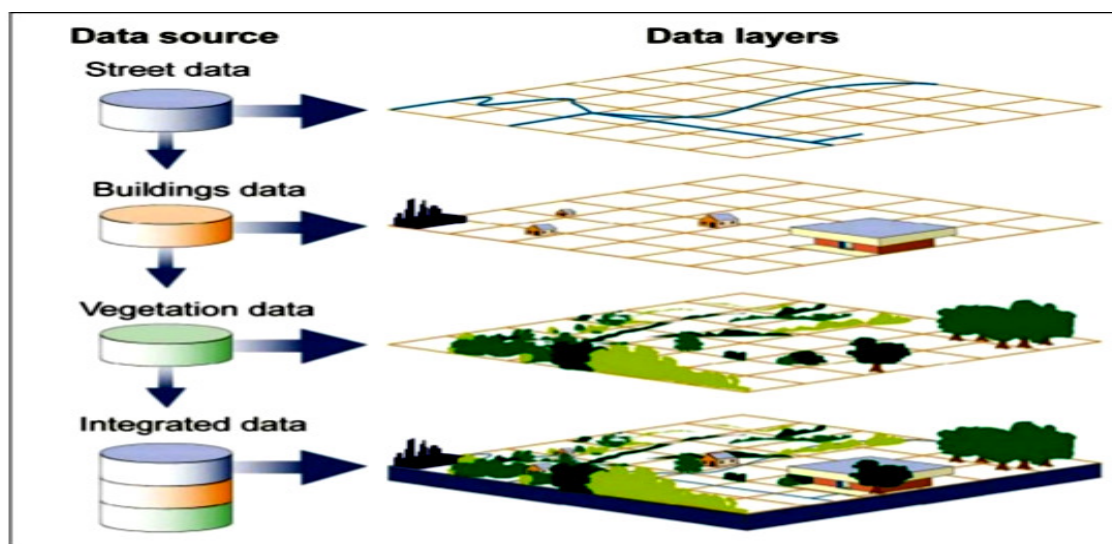 Data source
Data layers
Street data
Buildings data
Vegetation data
Integrated data